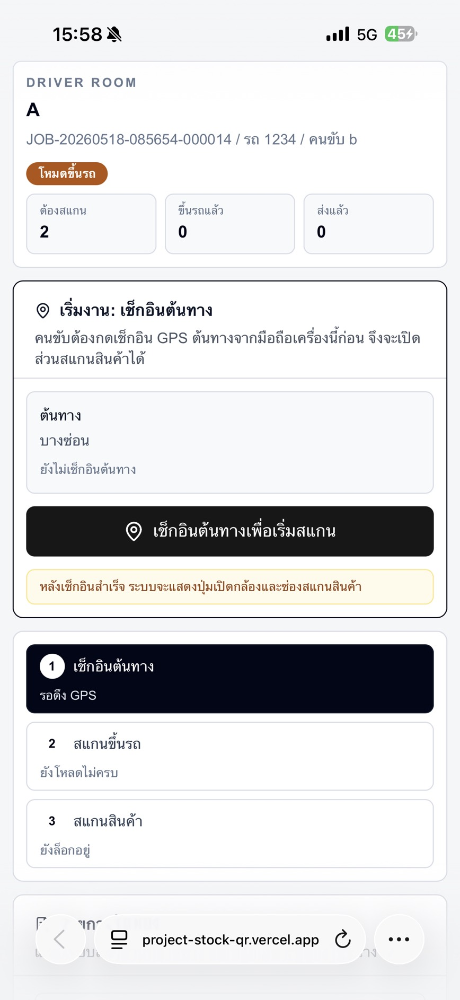 15:58
5G 45
DRIVER ROOM
A
JOB-20260518-085654-000014 / รถ 1234 / คนขับ b
โหมดขึ้นรถ
ต้องสแกน
2
ขึ้นรถแล้ว
0
ส่งแล้ว
0
เริ่มงาน: เช็กอินต้นทาง
คนขับต้องกดเช็กอิน GPS ต้นทางจากมือถือเครื่องนี้ก่อน จึงจะเปิด
ส่วนสแกนสินค้าได้
ต้นทาง
บางซ่อน
ยังไม่เช็กอินต้นทาง
เช็กอินต้นทางเพื่อเริ่มสแกน
หลังเช็กอินสำเร็จ ระบบจะแสดงปุ่มเปิดกล้องและช่องสแกนสินค้า
1 เช็กอินต้นทาง
รอดึง GPS
2 สแกนขึ้นรถ
ยังโหลดไม่ครบ
3 สแกนสินค้า
ยังล็อกอยู่
project-stock-qr.vercel.app